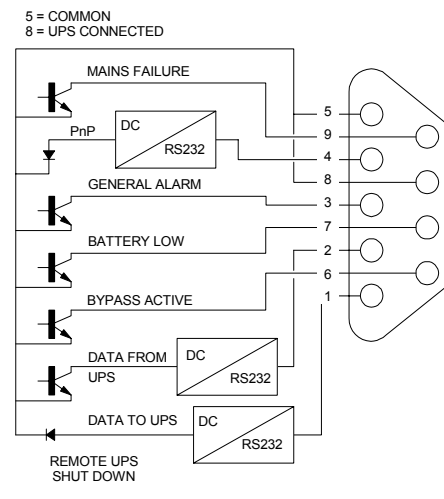 5 = COMMON
8 = UPS CONNECTED
MAINS FAILURE
PnP
DC
RS232
GENERAL ALARM
BATTERY LOW
BYPASS ACTIVE
DATA FROM
UPS
DC
RS232
DATA TO UPS
DC
RS232
REMOTE UPS
SHUT DOWN
5
9
4
8
3
7
2
6
1